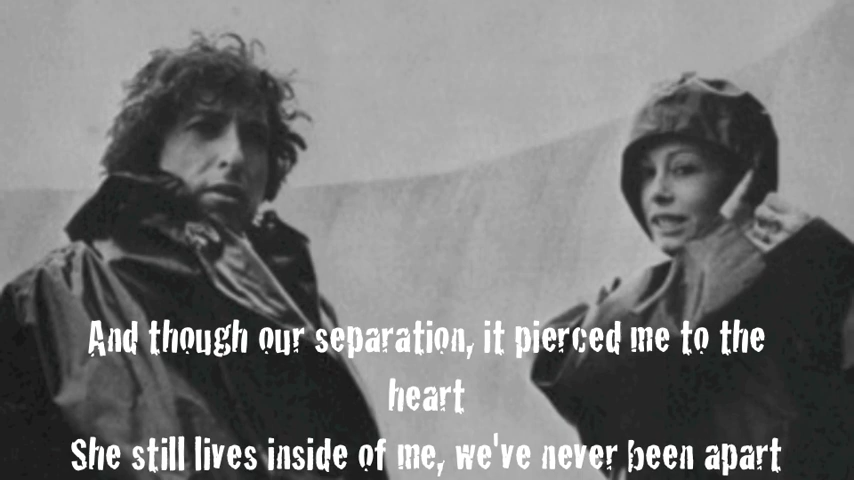 And though our separation, it pierced me to the
heart
She still lives inside of me, we've never been apart